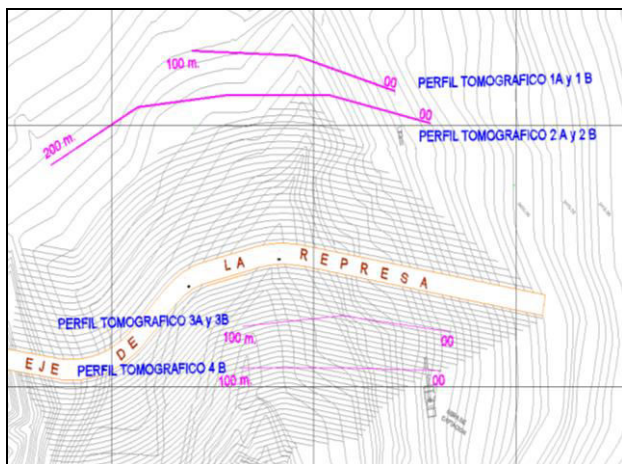 100 m.
00
PERFIL TOMOGRAFICO 1A y 1 B
00
PERFIL TOMOGRAFICO 2 A y 2 B
200 m.
EJE DE LA REPRESA
PERFIL TOMOGRAFICO 3A y 3B
100 m.
00
PERFIL TOMOGRAFICO 4 B
100 m.
00